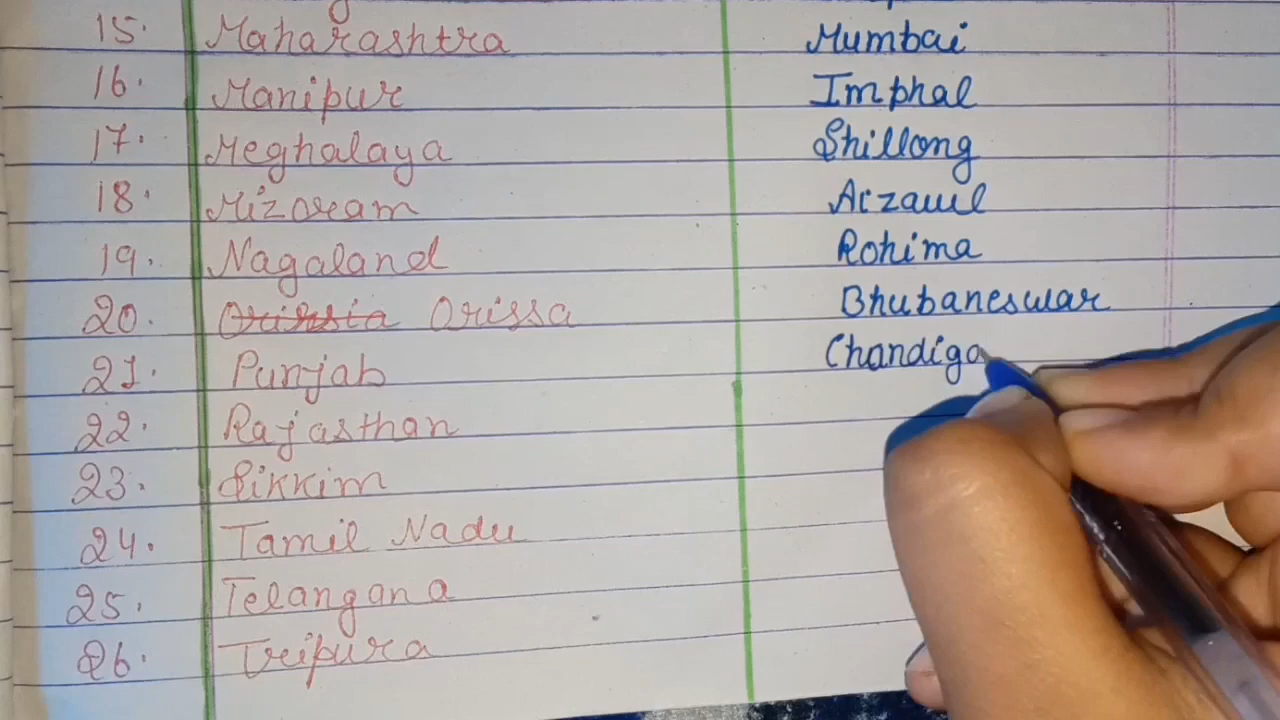 15. Maharashtra Mumbai
16. Manipur Imphal
17. Meghalaya Shillong
18. Mizoram Aizawl
19. Nagaland Kohima
20. Orissa Bhubaneswar
21. Punjab Chandiga
22. Rajasthan
23. Sikkim
24. Tamil Nadu
25. Telangana
26. Tripura